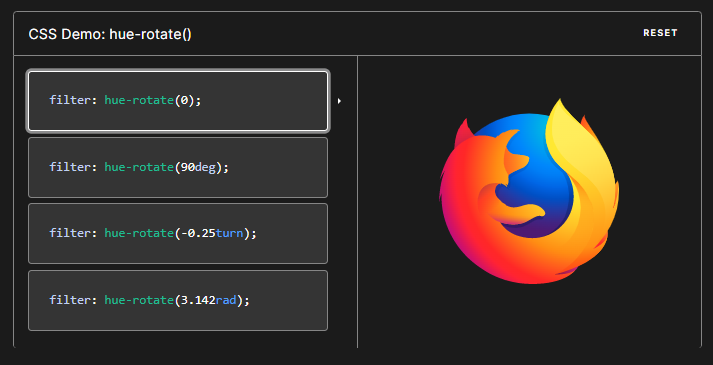 CSS Demo: hue-rotate()
RESET
filter: hue-rotate(0);
filter: hue-rotate(90deg);
filter: hue-rotate(-0.25turn);
filter: hue-rotate(3.142rad);